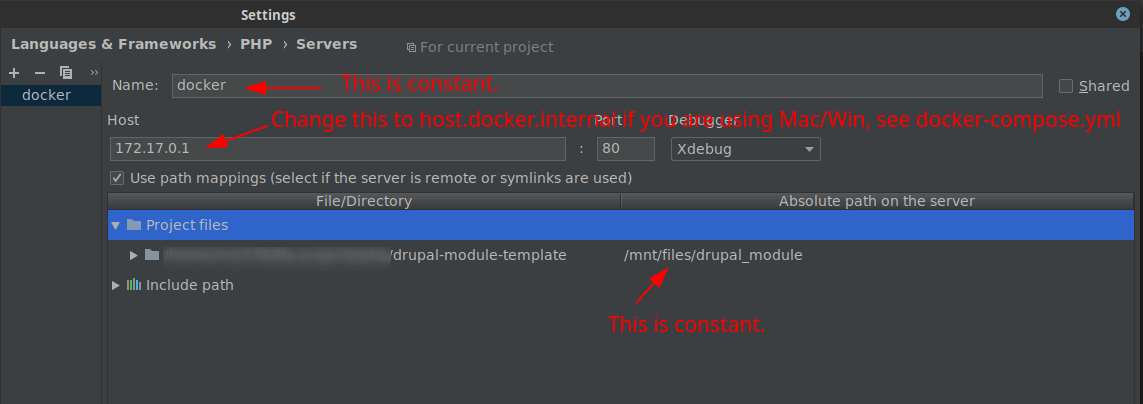 Settings
Languages & Frameworks › PHP › Servers For current project
Name: docker This is constant. Shared
docker
Host Port Debugger
Change this to host.docker.internal if you are using Mac/Win, see docker-compose.yml
172.17.0.1 : 80 Xdebug
Use path mappings (select if the server is remote or symlinks are used)
File/Directory Absolute path on the server
Project files
/drupal-module-template /mnt/files/drupal_module
Include path
This is constant.